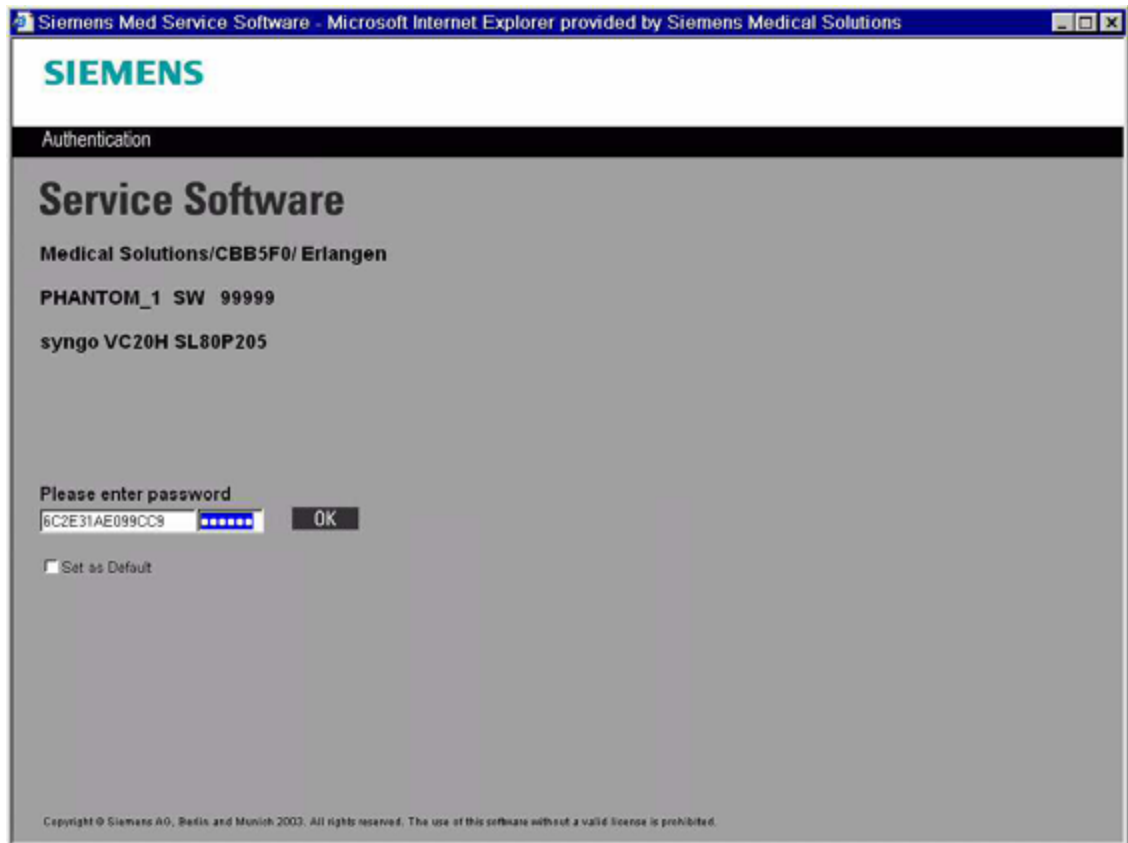 Siemens Med Service Software - Microsoft Internet Explorer provided by Siemens Medical Solutions
SIEMENS
Authentication
Service Software
Medical Solutions/CBB5F0/ Erlangen
PHANTOM_1 SW 99999
syngo VC20H SL80P205
Please enter password
6C2E31AE099CC9 ▪▪▪▪▪▪ OK
Set as Default
Copyright © Siemens AG, Berlin and Munich 2003. All rights reserved. The use of this software without a valid license is prohibited.